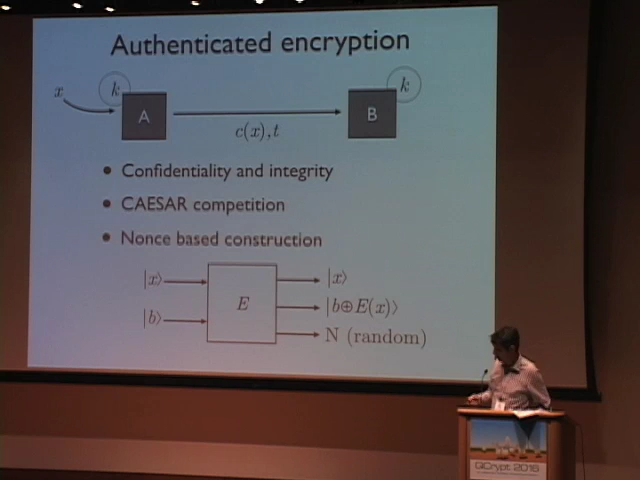 Authenticated encryption
x
k
k
A
B
c(x), t
• Confidentiality and integrity
• CAESAR competition
• Nonce based construction
|x⟩
|x⟩
E
|b⊕E(x)⟩
|b⟩
N (random)
QCrypt 2016